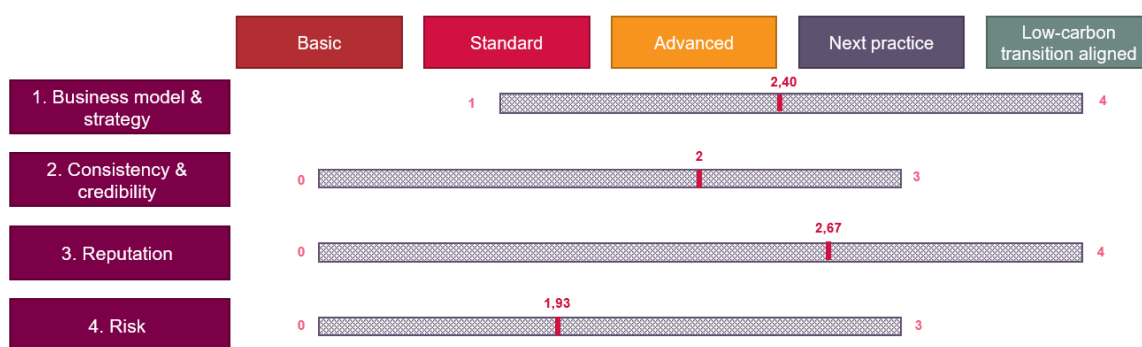 Basic
Standard
Advanced
Next practice
Low-carbon
transition aligned
1. Business model &
strategy
1
2,40
4
2. Consistency &
credibility
0
2
3
3. Reputation
0
2,67
4
4. Risk
0
1,93
3